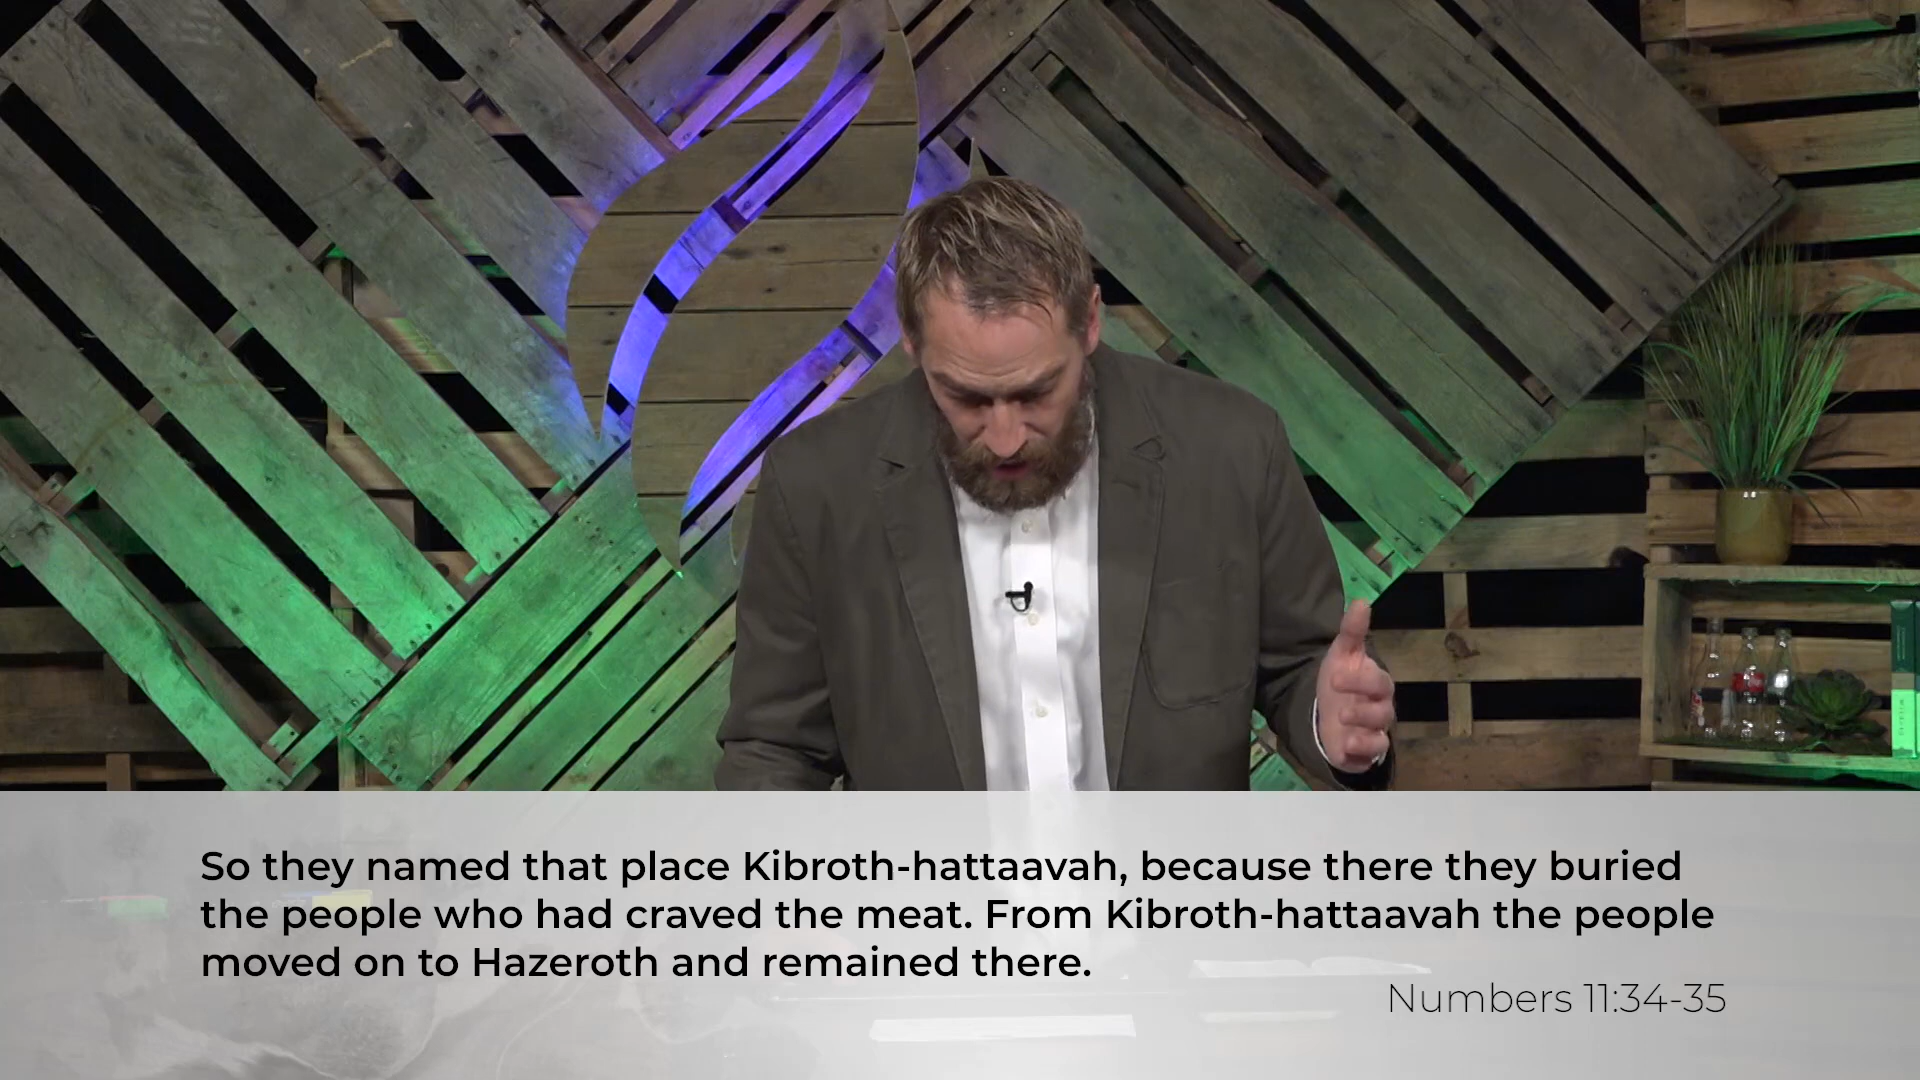 So they named that place Kibroth-hattaavah, because there they buried
the people who had craved the meat. From Kibroth-hattaavah the people
moved on to Hazeroth and remained there.
Numbers 11:34-35